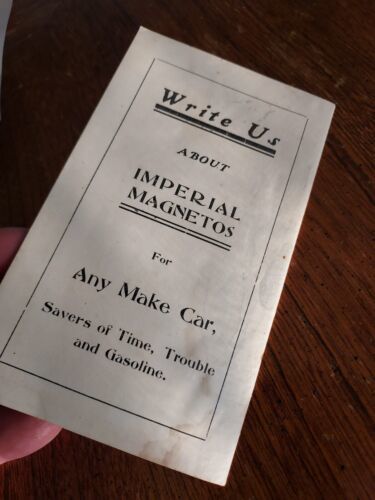 Write Us
ABOUT
IMPERIAL
MAGNETOS
For
Any Make Car,
Savers of Time, Trouble
and Gasoline.